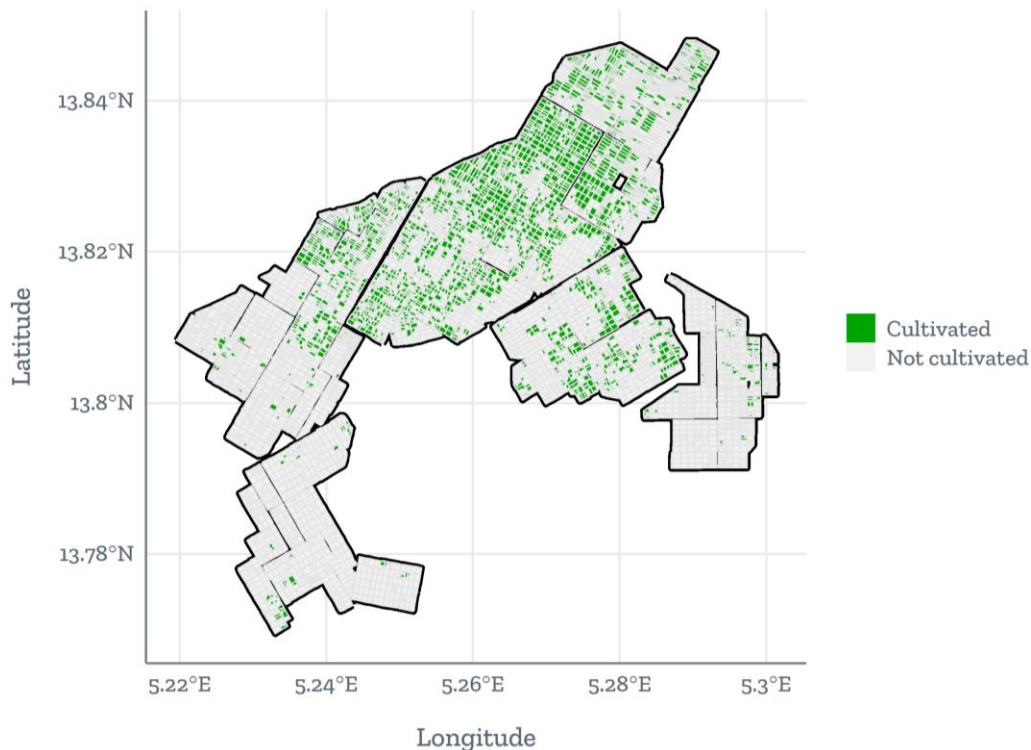 13.84°N
13.82°N
13.8°N
13.78°N
Latitude
5.22°E
5.24°E
5.26°E
5.28°E
5.3°E
Longitude
Cultivated
Not cultivated